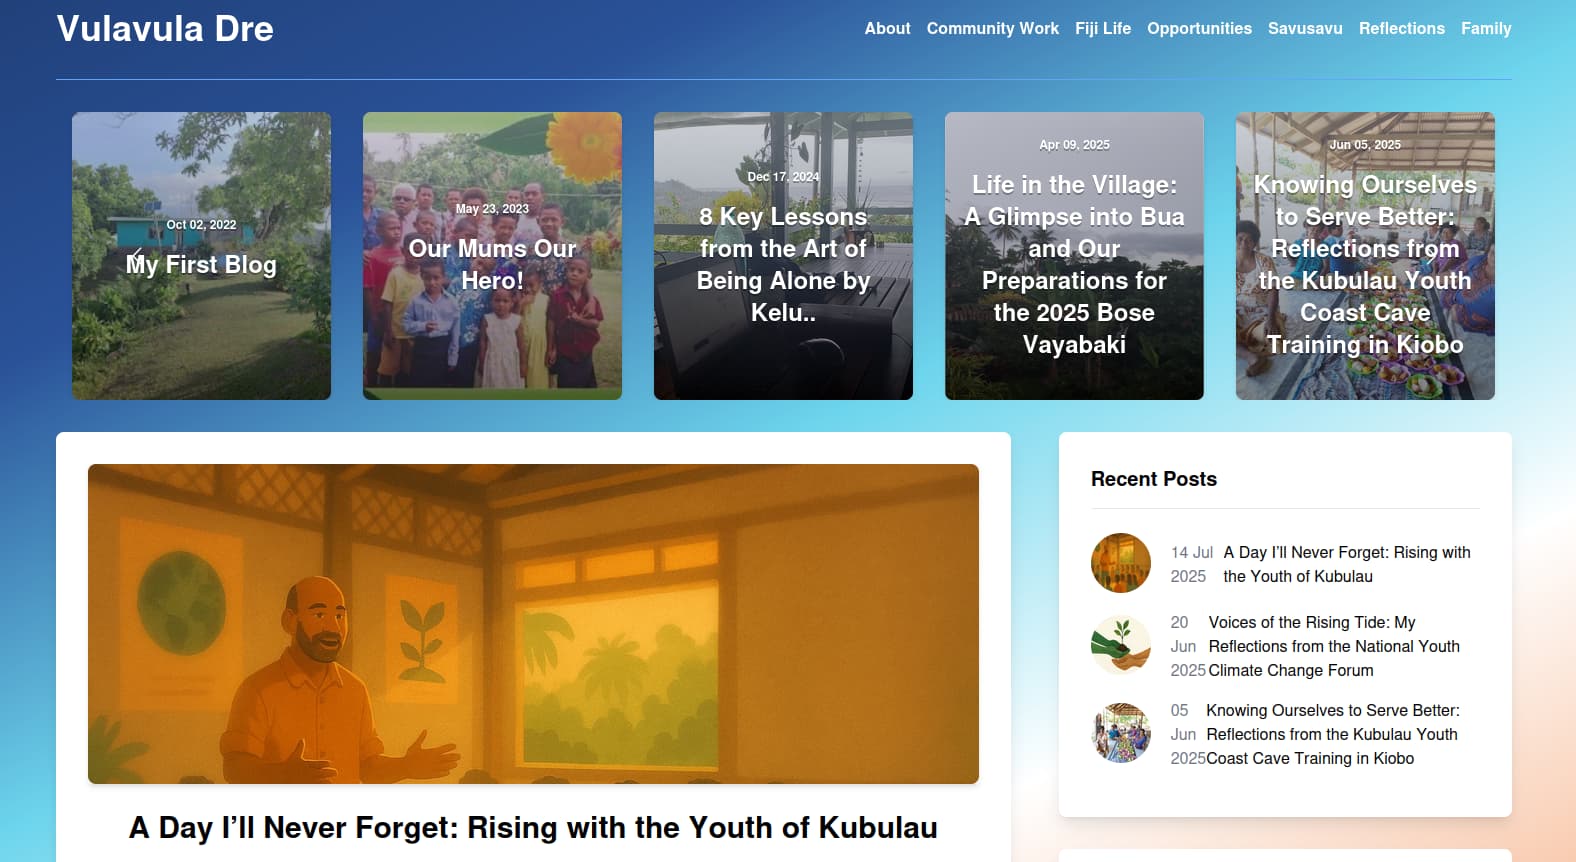 Vulavula Dre
About Community Work Fiji Life Opportunities Savusavu Reflections Family
Oct 02, 2022
My First Blog
May 23, 2023
Our Mums Our
Hero!
Dec 17, 2024
8 Key Lessons
from the Art of
Being Alone by
Kelu..
Apr 09, 2025
Life in the Village:
A Glimpse into Bua
and Our
Preparations for
the 2025 Bose
Vayabaki
Jun 05, 2025
Knowing Ourselves
to Serve Better:
Reflections from
the Kubulau Youth
Coast Cave
Training in Kiobo
A Day I’ll Never Forget: Rising with the Youth of Kubulau
Recent Posts
14 Jul
2025
A Day I’ll Never Forget: Rising with
the Youth of Kubulau
20
Jun
2025
Voices of the Rising Tide: My
Reflections from the National Youth
Climate Change Forum
05
Jun
2025
Knowing Ourselves to Serve Better:
Reflections from the Kubulau Youth
Coast Cave Training in Kiobo